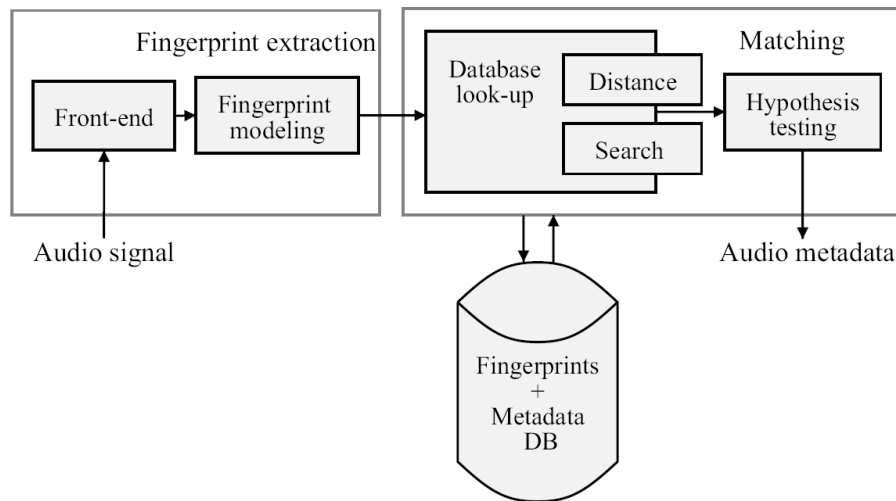 Fingerprint extraction
Front-end
Fingerprint
modeling
Audio signal
Matching
Database
look-up
Distance
Search
Hypothesis
testing
Audio metadata
Fingerprints
+
Metadata
DB